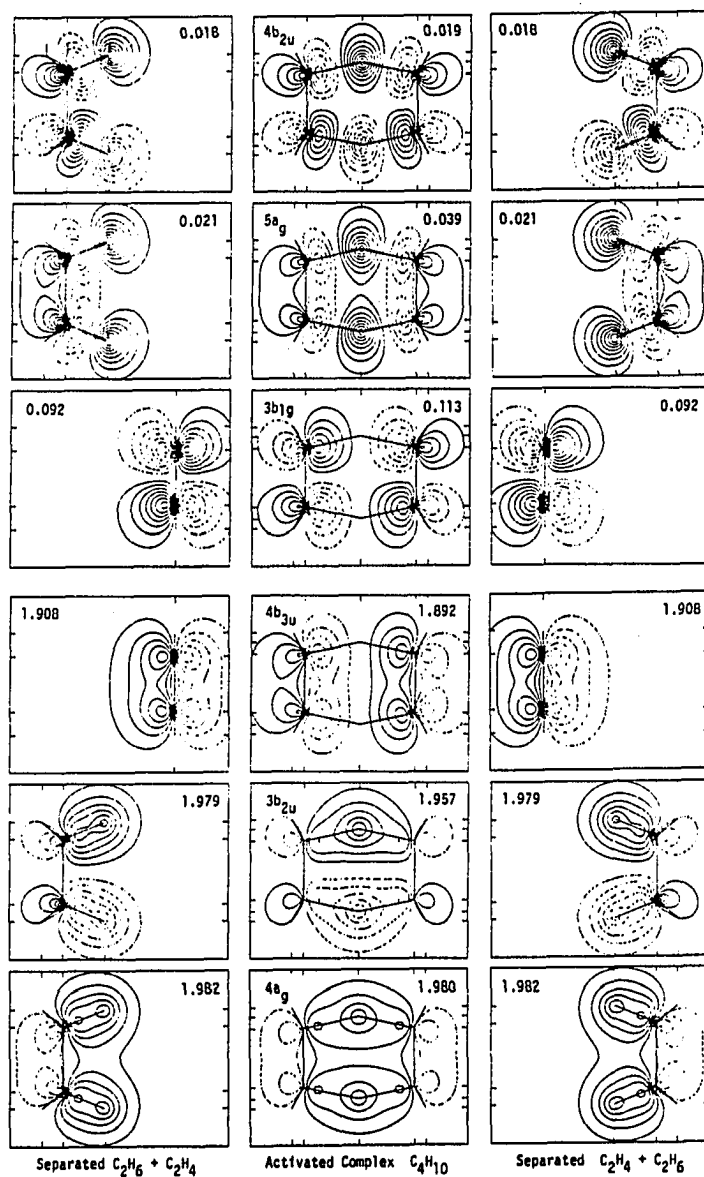 0.018 4b2u 0.019 0.018
0.021 5ag 0.039 0.021
0.092 3b1g 0.113 0.092
1.908 4b3u 1.892 1.908
1.979 3b2u 1.957 1.979
1.982 4ag 1.980 1.982
Separated C2H6 + C2H4 Activated Complex C4H10 Separated C2H4 + C2H6